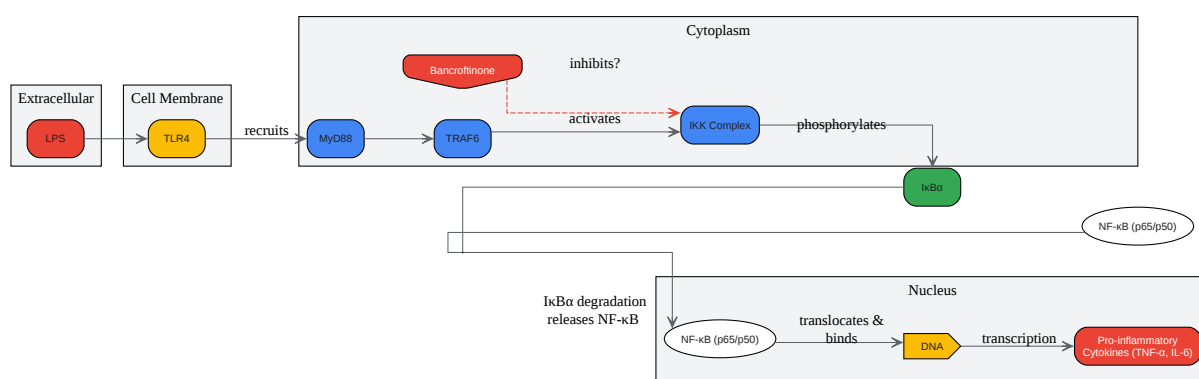 Cytoplasm
Bancroftinone
inhibits?
Extracellular
Cell Membrane
LPS
TLR4
recruits
MyD88
TRAF6
activates
IKK Complex
phosphorylates
IκBα
NF-κB (p65/p50)
Nucleus
IκBα degradation
releases NF-κB
NF-κB (p65/p50)
translocates &
binds
DNA
transcription
Pro-inflammatory
Cytokines (TNF-α, IL-6)